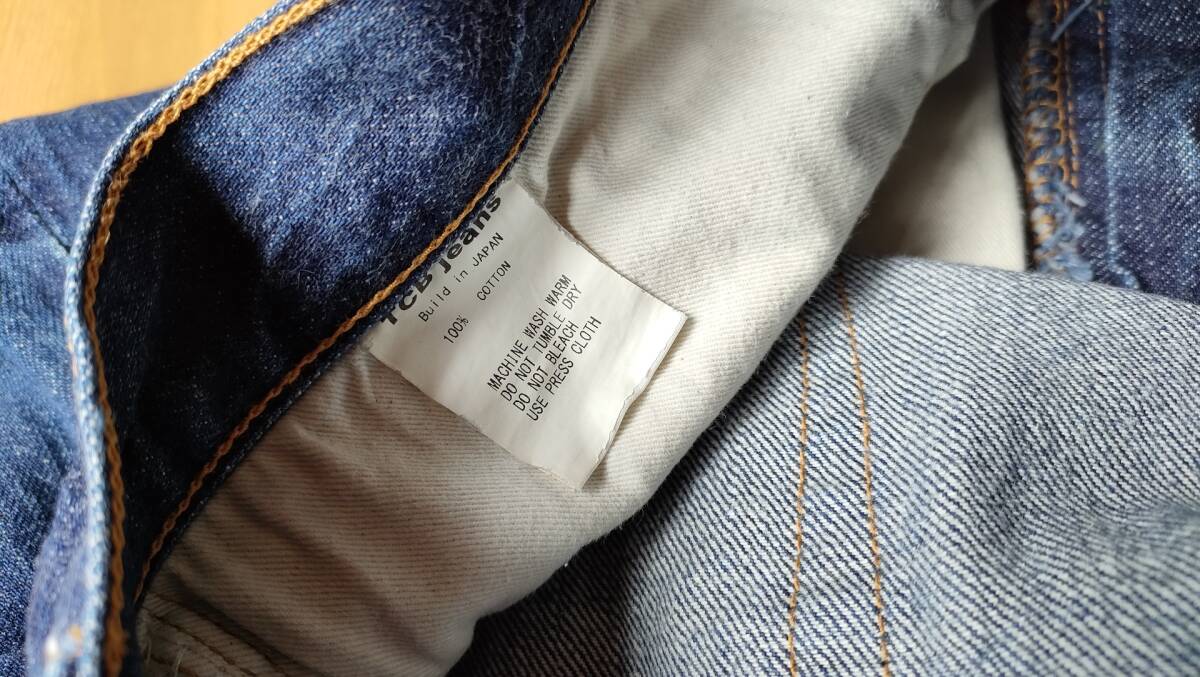 TCB jeans
Build in JAPAN
100% COTTON
MACHINE WASH WARM
DO NOT TUMBLE DRY
DO NOT BLEACH
USE PRESS CLOTH